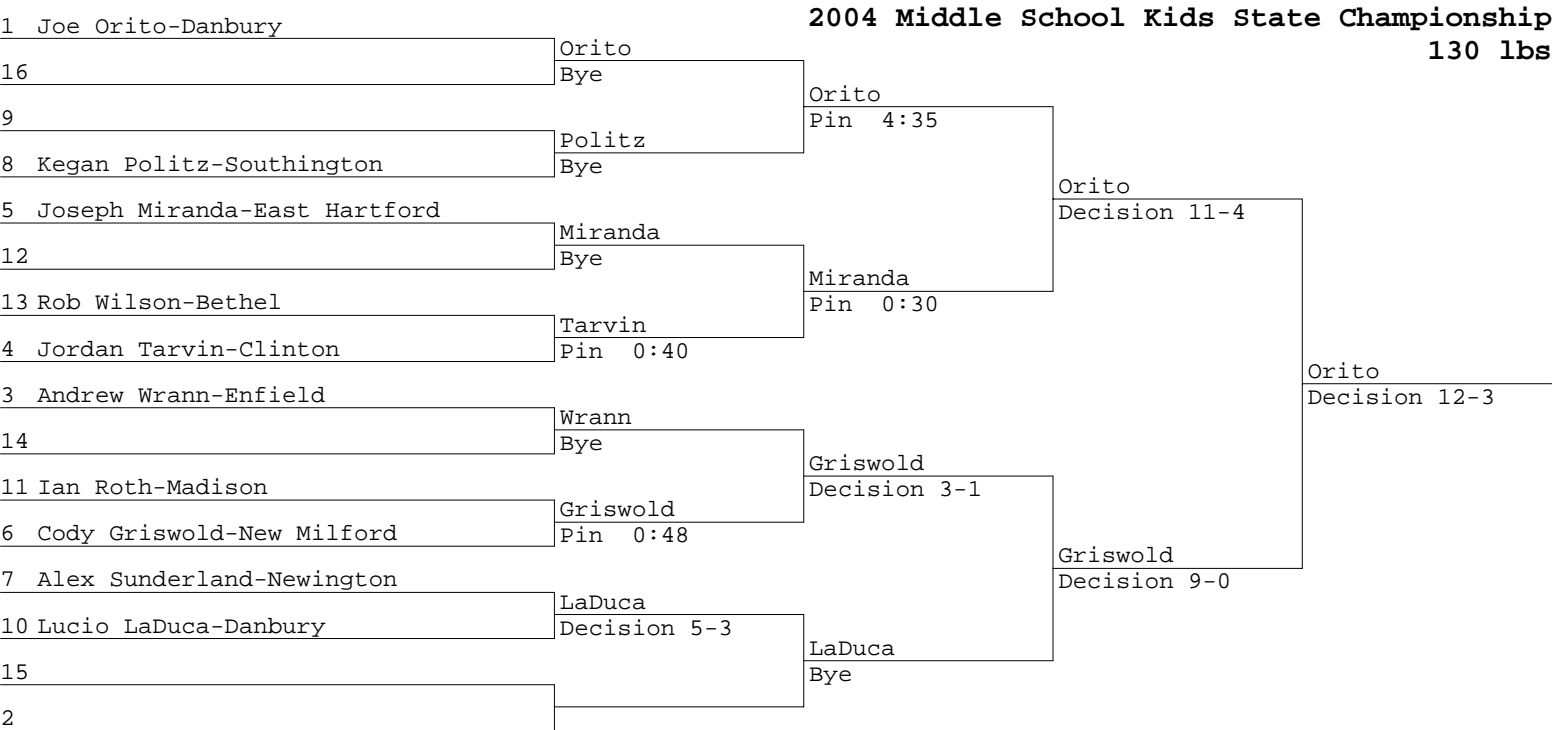 2004 Middle School Kids State Championship
130 lbs
1 Joe Orito-Danbury
16
9
8 Kegan Politz-Southington
5 Joseph Miranda-East Hartford
12
13 Rob Wilson-Bethel
4 Jordan Tarvin-Clinton
3 Andrew Wrann-Enfield
14
11 Ian Roth-Madison
6 Cody Griswold-New Milford
7 Alex Sunderland-Newington
10 Lucio LaDuca-Danbury
15
2
Orito
Bye
Politz
Bye
Miranda
Bye
Tarvin
Pin 0:40
Wrann
Bye
Griswold
Pin 0:48
LaDuca
Decision 5-3
Orito
Pin 4:35
Miranda
Pin 0:30
Griswold
Decision 3-1
LaDuca
Bye
Orito
Decision 11-4
Griswold
Decision 9-0
Orito
Decision 12-3